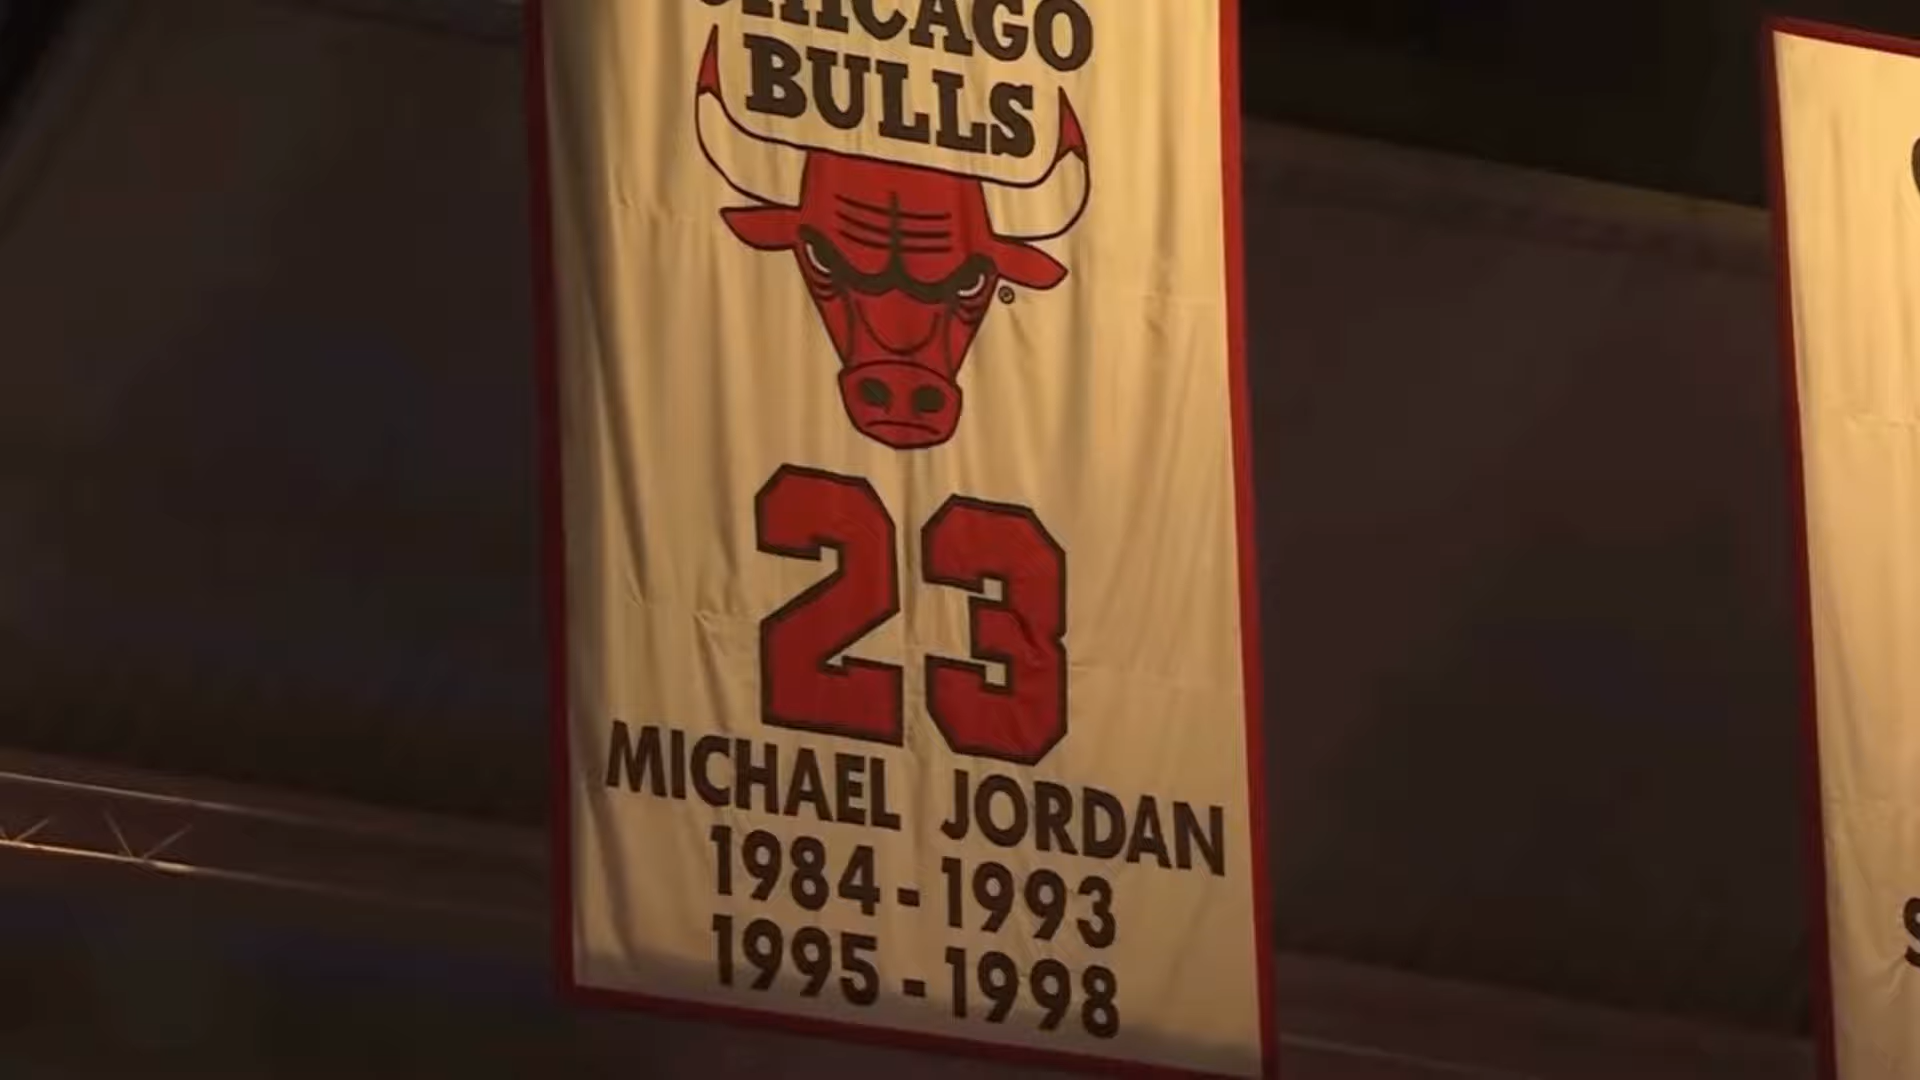 CHICAGO
BULLS
®
23
MICHAEL JORDAN
1984-1993
1995-1998